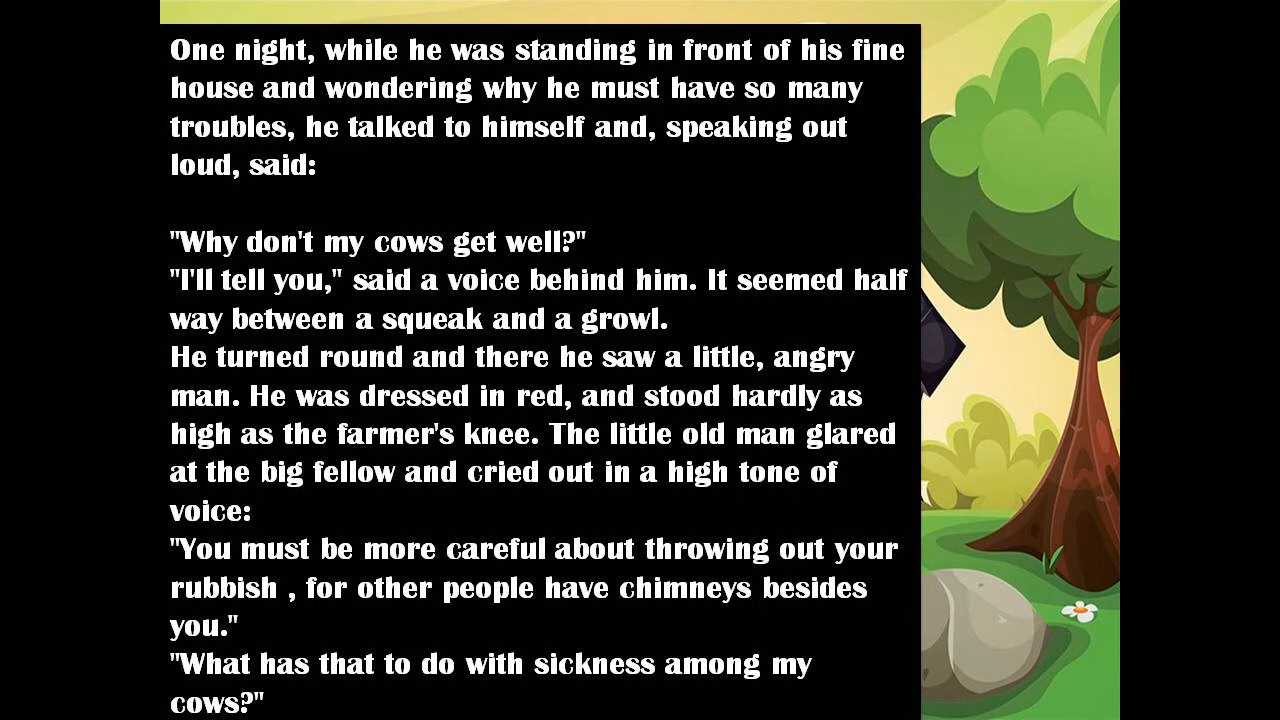 One night, while he was standing in front of his fine
house and wondering why he must have so many
troubles, he talked to himself and, speaking out
loud, said:
"Why don't my cows get well?"
"I'll tell you," said a voice behind him. It seemed half
way between a squeak and a growl.
He turned round and there he saw a little, angry
man. He was dressed in red, and stood hardly as
high as the farmer's knee. The little old man glared
at the big fellow and cried out in a high tone of
voice:
"You must be more careful about throwing out your
rubbish , for other people have chimneys besides
you."
"What has that to do with sickness among my
cows?"